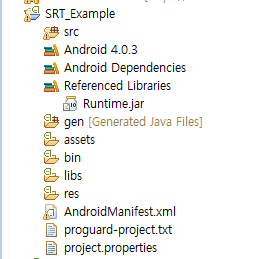 SRT_Example
src
Android 4.0.3
Android Dependencies
Referenced Libraries
Runtime.jar
gen [Generated Java Files]
assets
bin
libs
res
AndroidManifest.xml
proguard-project.txt
project.properties